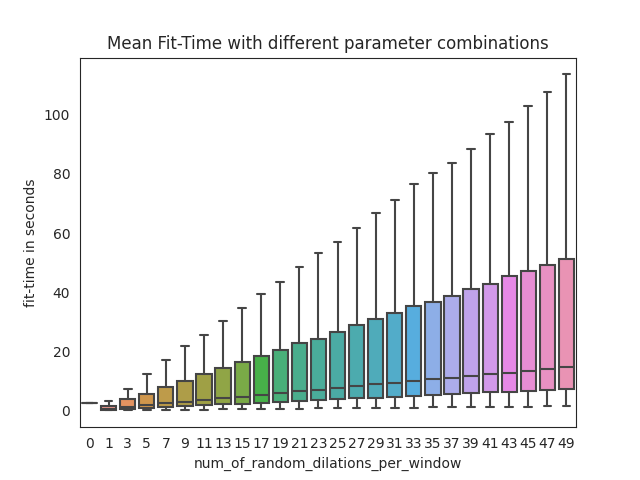 Mean Fit-Time with different parameter combinations
fit-time in seconds
100
80
60
40
20
0
0 1 3 5 7 9 11 13 15 17 19 21 23 25 27 29 31 33 35 37 39 41 43 45 47 49
num_of_random_dilations_per_window